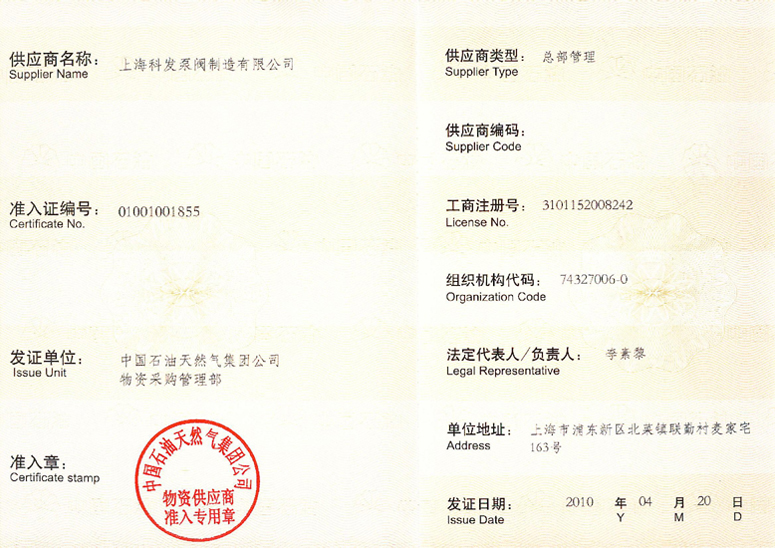 供应商名称： 上海科发泵阀制造有限公司
Supplier Name
准入证编号： 01001001855
Certificate No.
发证单位： 中国石油天然气集团公司
Issue Unit 物资采购管理部
准入章：
Certificate stamp
中国石油天然气集团公司
物资供应商
准入专用章
供应商类型： 总部管理
Supplier Type
供应商编码：
Supplier Code
工商注册号： 3101152008242
License No.
组织机构代码： 74327006-0
Organization Code
法定代表人／负责人： 李素黎
Legal Representative
单位地址： 上海市浦东新区北蔡镇联勤村麦家宅
Address 163号
发证日期： 2010 年 04 月 20 日
Issue Date Y M D